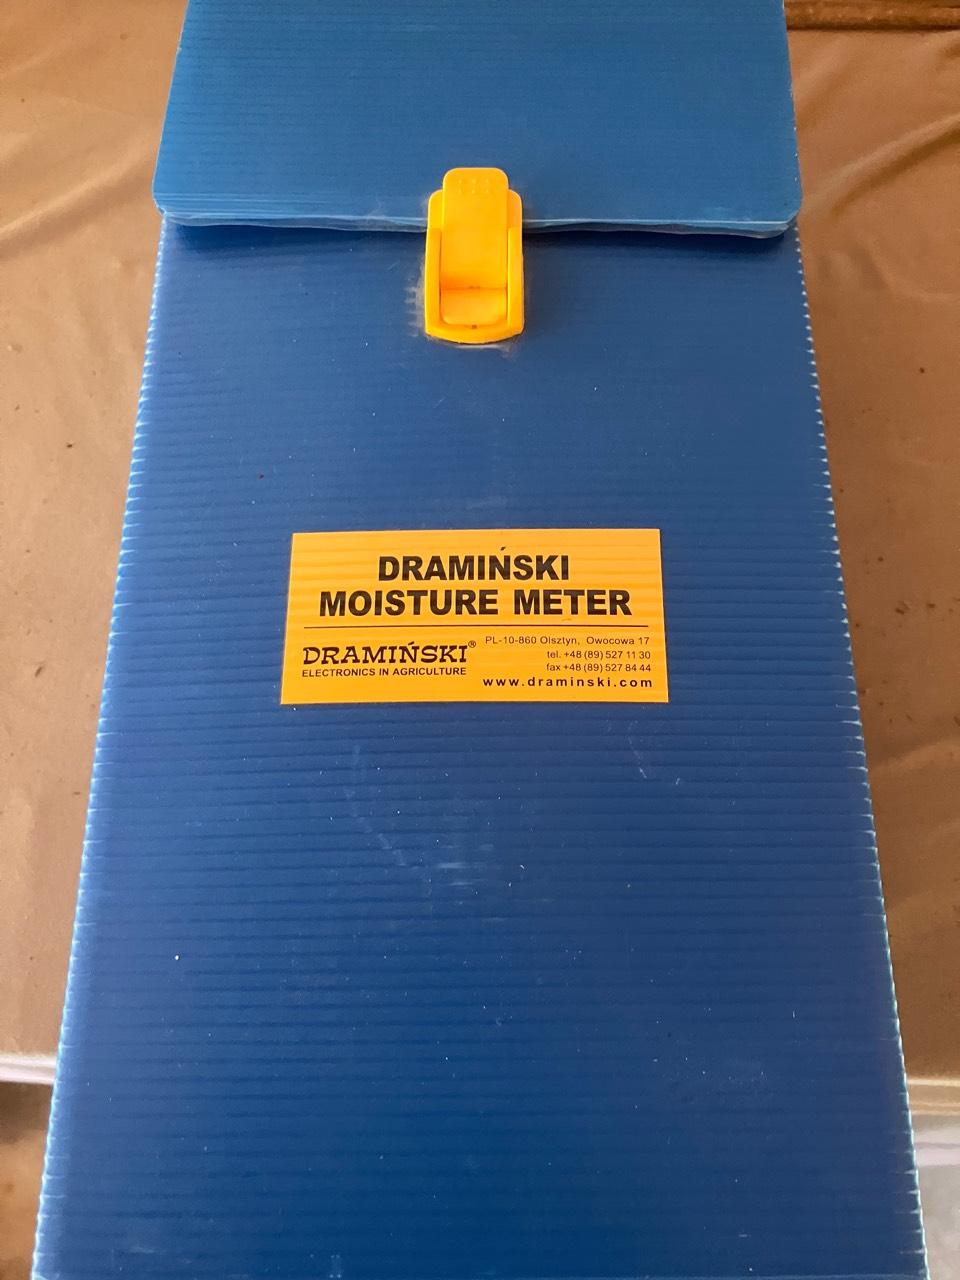 DRAMIŃSKI
MOISTURE METER
DRAMIŃSKI®
ELECTRONICS IN AGRICULTURE
PL-10-860 Olsztyn, Owocowa 17
tel. +48 (89) 527 11 30
fax +48 (89) 527 84 44
www.draminski.com